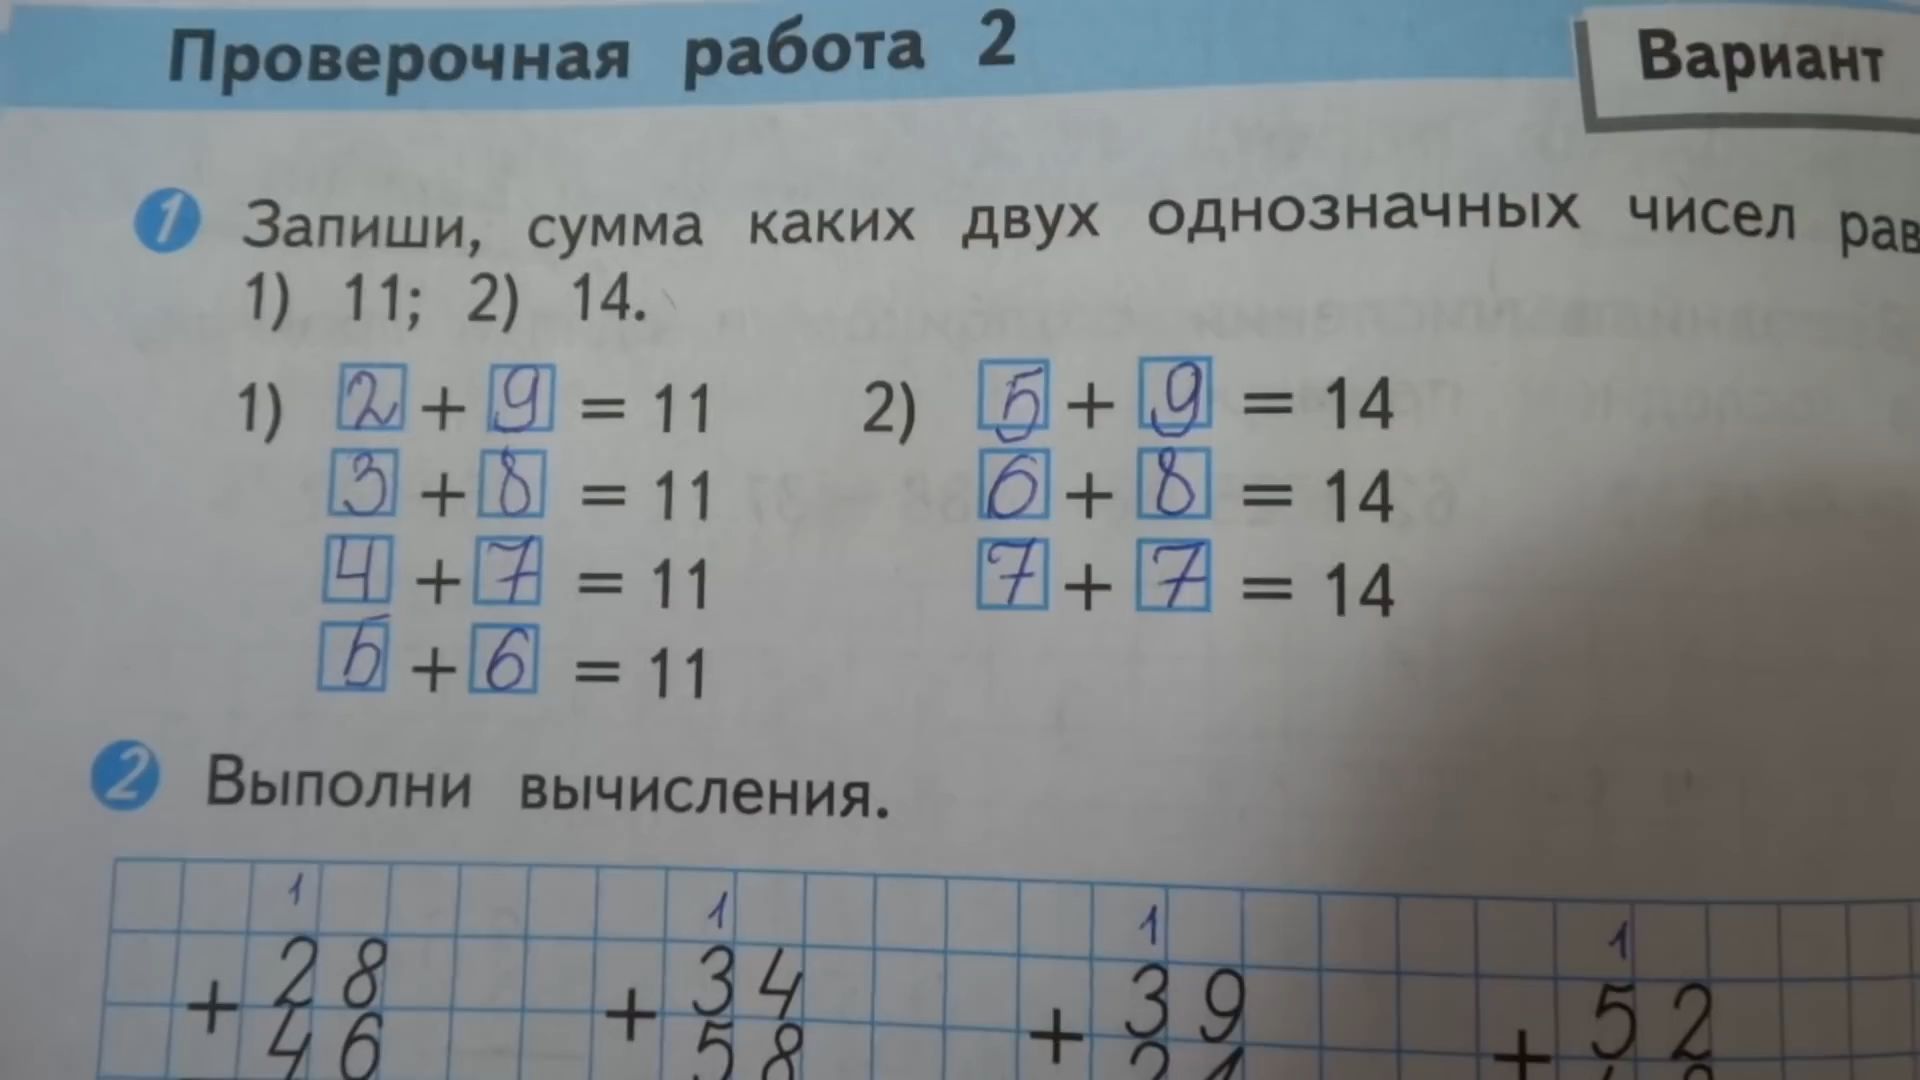 Проверочная работа 2
Вариант
1 Запиши, сумма каких двух однозначных чисел рав
1) 11; 2) 14.
1) 2 + 9 = 11 2) 5 + 9 = 14
3 + 8 = 11 6 + 8 = 14
4 + 7 = 11 7 + 7 = 14
5 + 6 = 11
2 Выполни вычисления.
1 1 1 1
+ 28 + 34 + 39 + 52
46 58